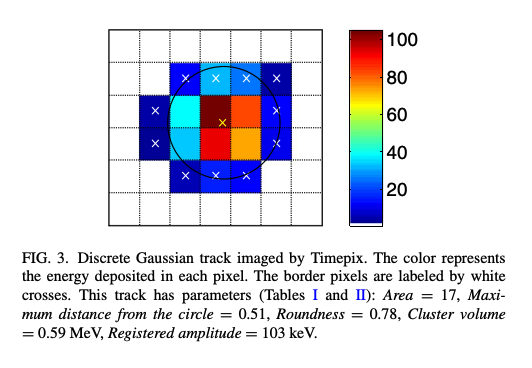 100
80
60
40
20
FIG. 3. Discrete Gaussian track imaged by Timepix. The color represents
the energy deposited in each pixel. The border pixels are labeled by white
crosses. This track has parameters (Tables I and II): Area = 17, Maxi-
mum distance from the circle = 0.51, Roundness = 0.78, Cluster volume
= 0.59 MeV, Registered amplitude = 103 keV.